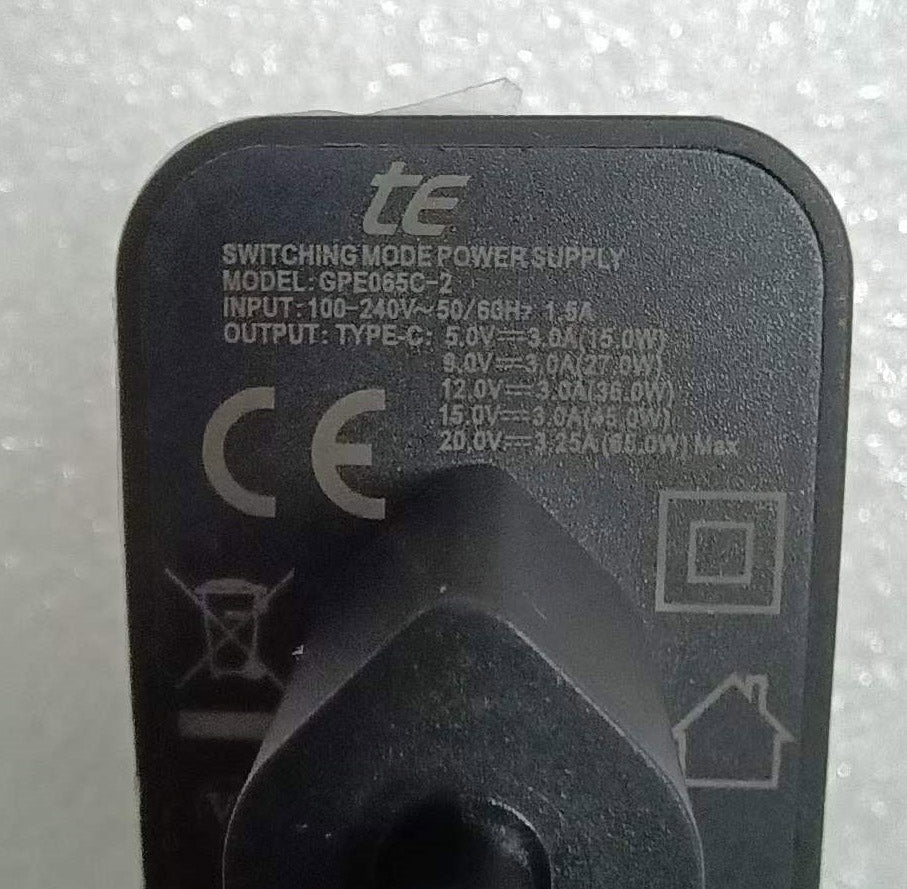 tE
SWITCHING MODE POWER SUPPLY
MODEL: GPE065C-2
INPUT: 100-240V~50/60Hz 1.5A
OUTPUT: TYPE-C: 5.0V⎓3.0A(15.0W)
9.0V⎓3.0A(27.0W)
12.0V⎓3.0A(36.0W)
15.0V⎓3.0A(45.0W)
20.0V⎓3.25A(65.0W) Max
CE